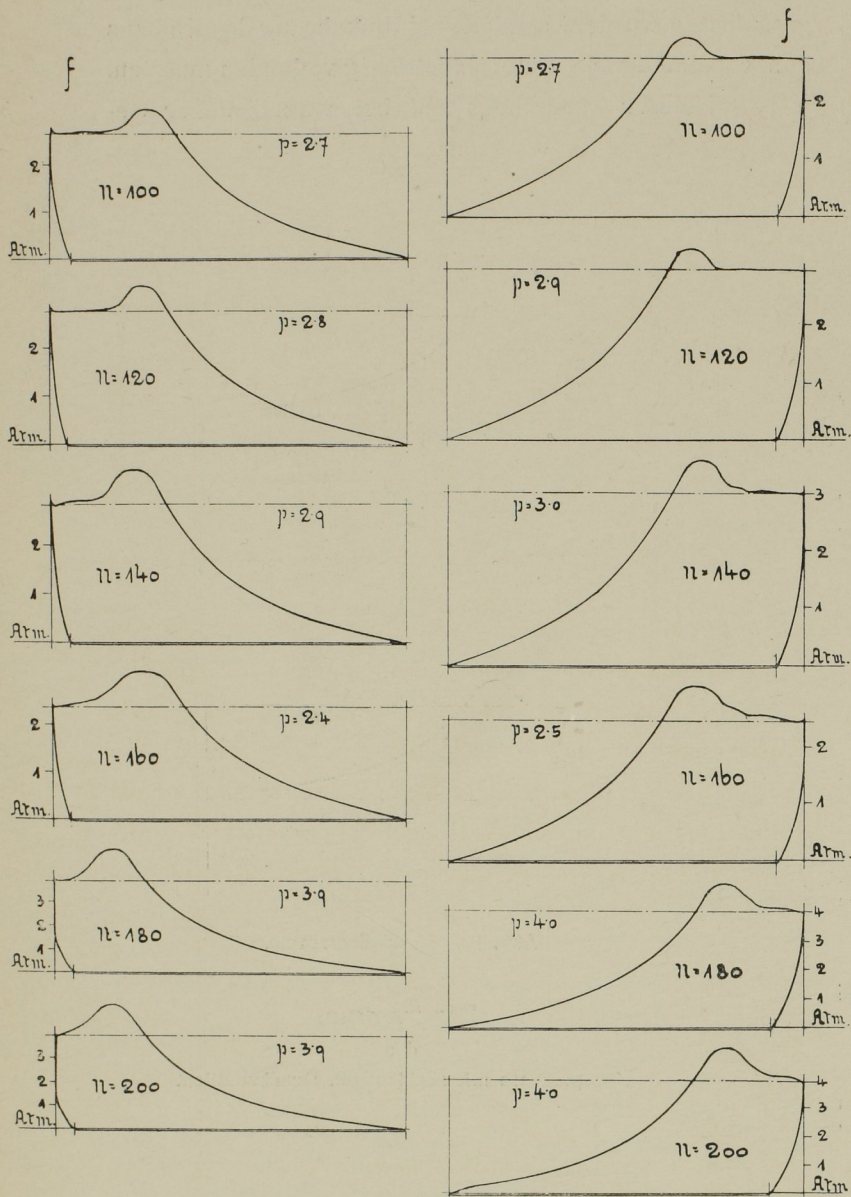 f
p=2·7
2
n=100
1
Atm.
p=2·8
2
n=120
1
Atm.
p=2·9
2
n=140
1
Atm.
p=2·4
2
n=160
1
Atm.
p=3·9
3
2
n=180
1
Atm.
p=3·9
3
2
n=200
1
Atm.
f
p=2·7
2
n=100
1
Atm.
p=2·9
2
n=120
1
Atm.
3
p=3·0
2
n=140
1
Atm.
p=2·5
2
n=160
1
Atm.
4
p=4·0
3
2
n=180
1
Atm.
4
p=4·0
3
2
n=200
1